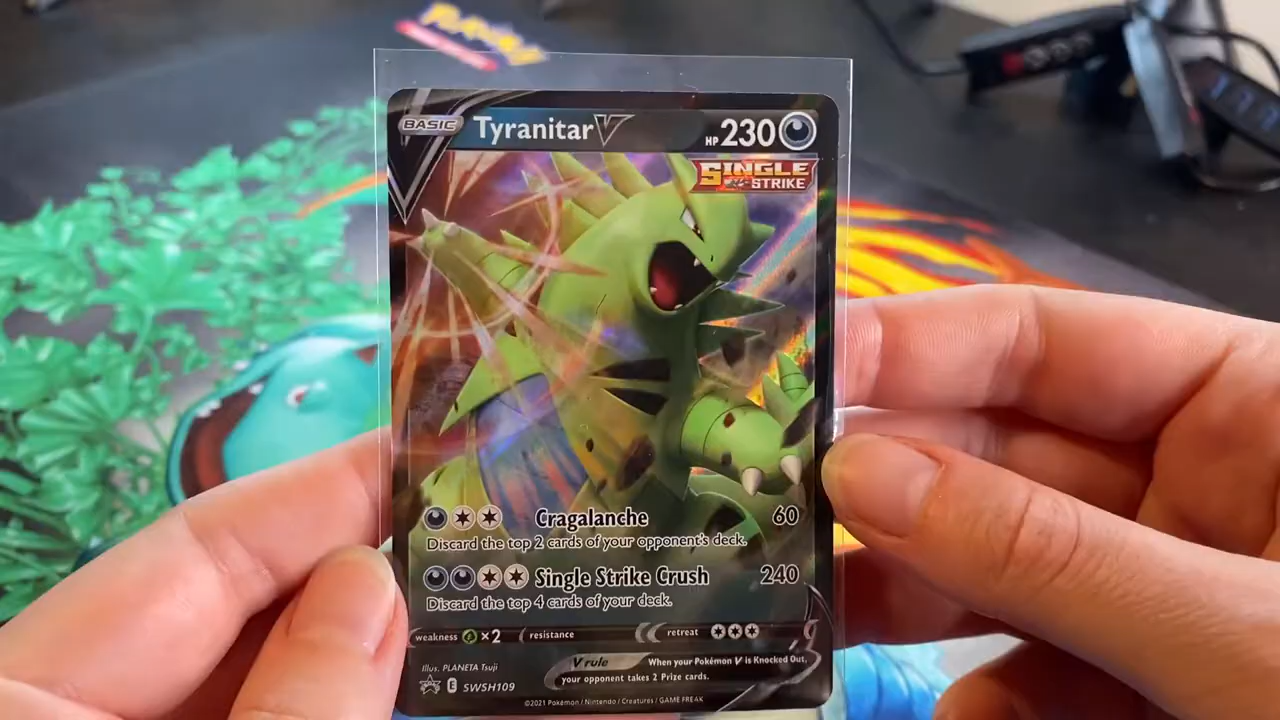 POKÉMON
BASIC Tyranitar V HP 230
SINGLE
STRIKE
Cragalanche 60
Discard the top 2 cards of your opponent's deck.
Single Strike Crush 240
Discard the top 4 cards of your deck.
weakness ×2 resistance retreat
Illus. PLANETA Tsuji
V rule When your Pokémon V is Knocked Out,
your opponent takes 2 Prize cards.
E SWSH109
©2021 Pokémon / Nintendo / Creatures / GAME FREAK